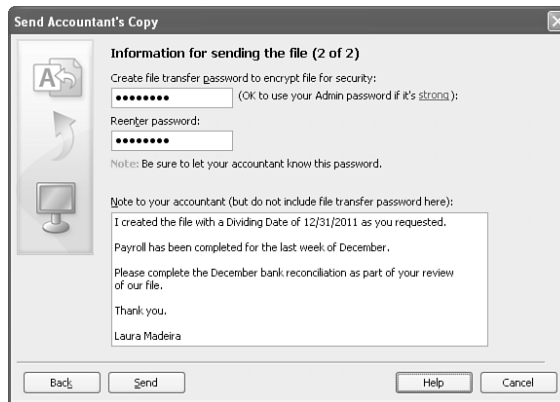 Send Accountant's Copy
Information for sending the file (2 of 2)
Create file transfer password to encrypt file for security:
(OK to use your Admin password if it's strong ):
Reenter password:
Note: Be sure to let your accountant know this password.
Note to your accountant (but do not include file transfer password here):
I created the file with a Dividing Date of 12/31/2011 as you requested.
Payroll has been completed for the last week of December.
Please complete the December bank reconciliation as part of your review
of our file.
Thank you.
Laura Madeira
Back Send Help Cancel